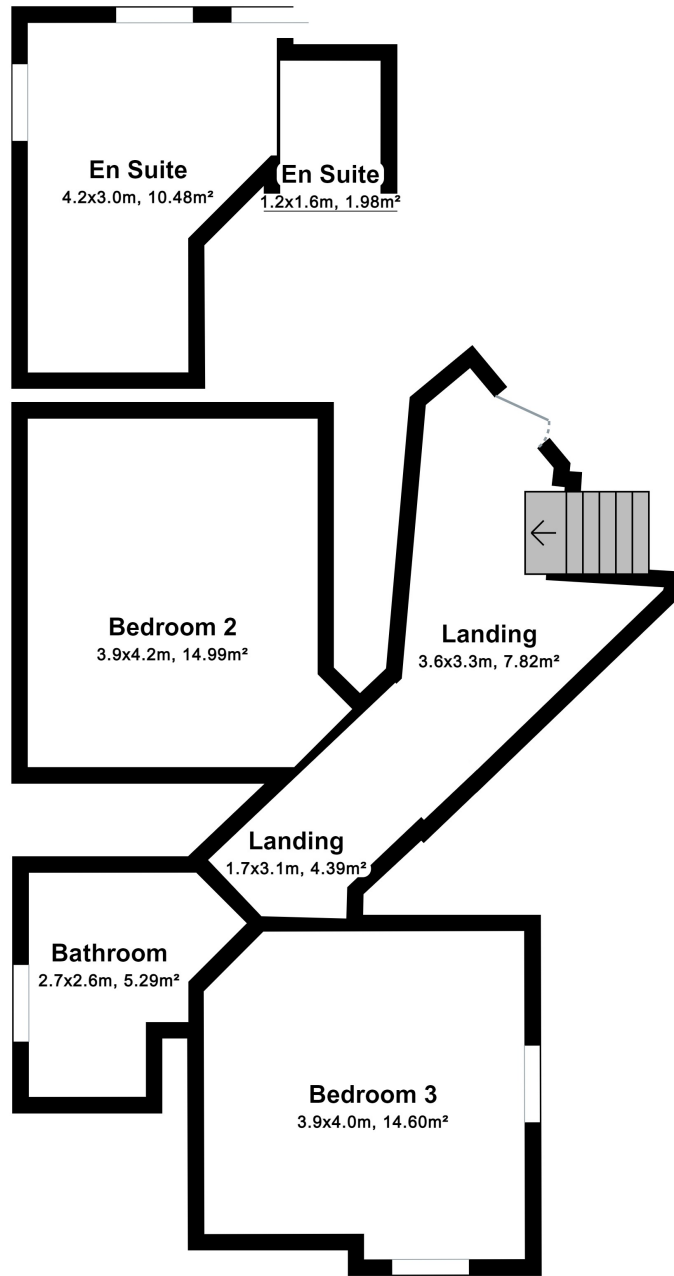 En Suite
4.2x3.0m, 10.48m²
En Suite
1.2x1.6m, 1.98m²
Bedroom 2
3.9x4.2m, 14.99m²
Landing
3.6x3.3m, 7.82m²
Landing
1.7x3.1m, 4.39m²
Bathroom
2.7x2.6m, 5.29m²
Bedroom 3
3.9x4.0m, 14.60m²